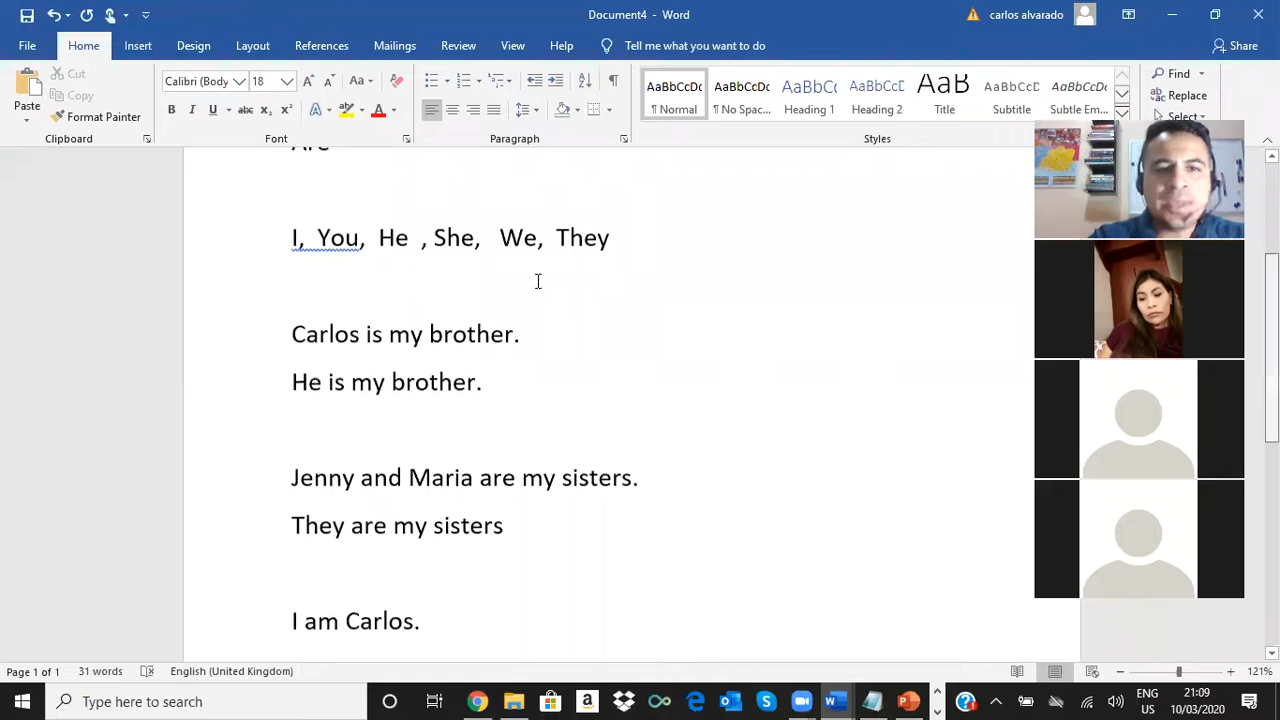 Document4 - Word
carlos alvarado
File Home Insert Design Layout References Mailings Review View Help Tell me what you want to do Share
Paste
Cut
Copy
Format Painter
Clipboard
Calibri (Body 18
Font
Paragraph
AaBbCcDc AaBbCcDc AaBbCc AaBbCcD AaB AaBbCcD AaBbCcDc
¶ Normal ¶ No Spac... Heading 1 Heading 2 Title Subtitle Subtle Em...
Styles
Find
Replace
Select
Are
I, You, He , She, We, They
Carlos is my brother.
He is my brother.
Jenny and Maria are my sisters.
They are my sisters
I am Carlos.
Page 1 of 1 31 words English (United Kingdom) 121%
Type here to search
ENG
US
21:09
10/03/2020